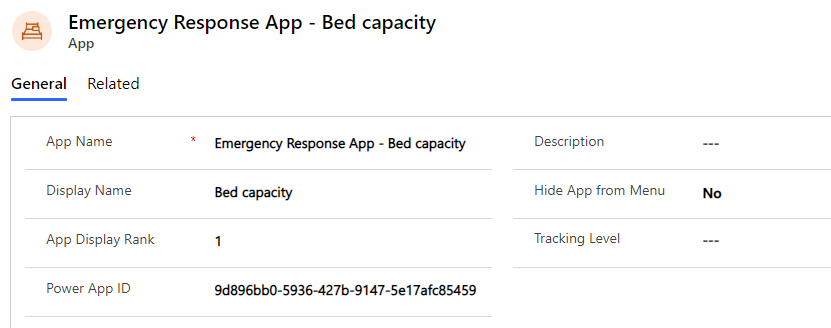 Emergency Response App - Bed capacity
App
General Related
App Name * Emergency Response App - Bed capacity Description ---
Display Name Bed capacity Hide App from Menu No
App Display Rank 1 Tracking Level ---
Power App ID 9d896bb0-5936-427b-9147-5e17afc85459